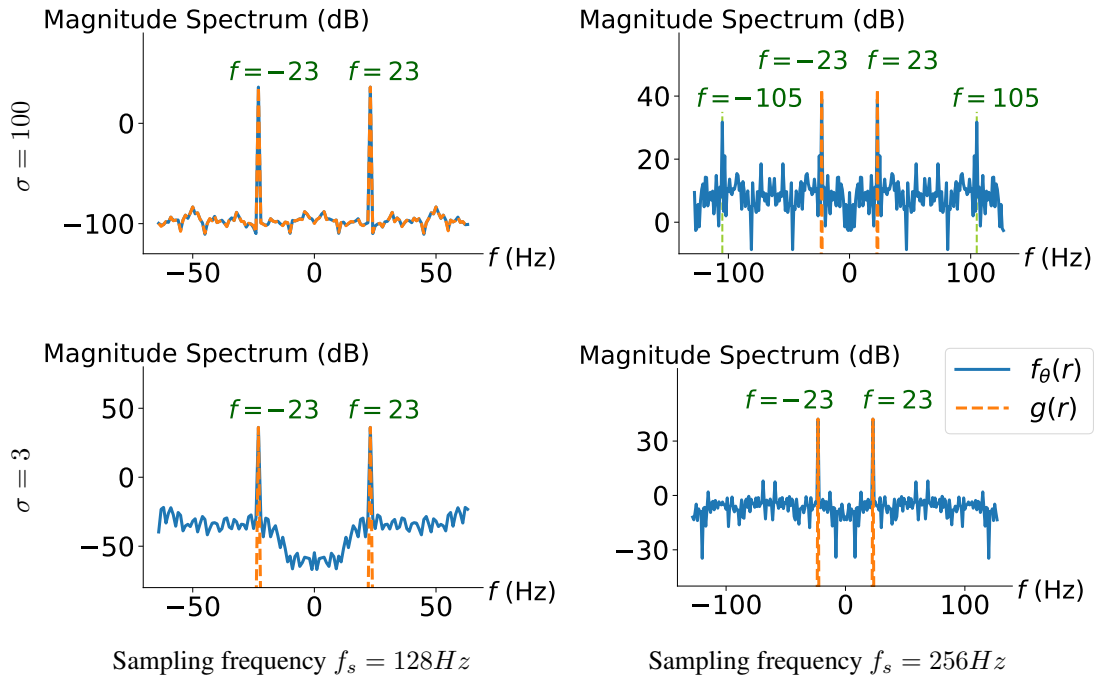 Magnitude Spectrum (dB)
f = −23 f = 23
0
−100
−50 0 50 f (Hz)
σ = 100
Magnitude Spectrum (dB)
f = −23 f = 23
f = −105 f = 105
40
20
0
−100 0 100 f (Hz)
Magnitude Spectrum (dB)
f = −23 f = 23
50
0
−50
−50 0 50 f (Hz)
σ = 3
Magnitude Spectrum (dB)
f = −23 f = 23
fθ(r)
g(r)
30
0
−30
−100 0 100 f (Hz)
Sampling frequency fs = 128Hz
Sampling frequency fs = 256Hz